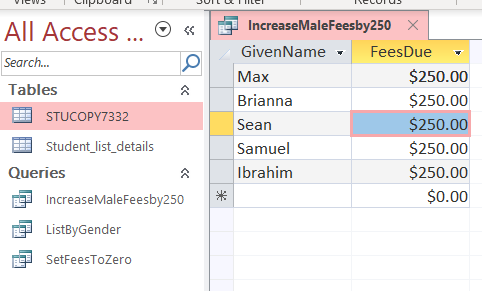 Views
Clipboard
Sort & Filter
Records
All Access ...
Search...
Tables
STUCOPY7332
Student_list_details
Queries
IncreaseMaleFeesby250
ListByGender
SetFeesToZero
IncreaseMaleFeesby250
GivenName FeesDue
Max $250.00
Brianna $250.00
Sean $250.00
Samuel $250.00
Ibrahim $250.00
$0.00